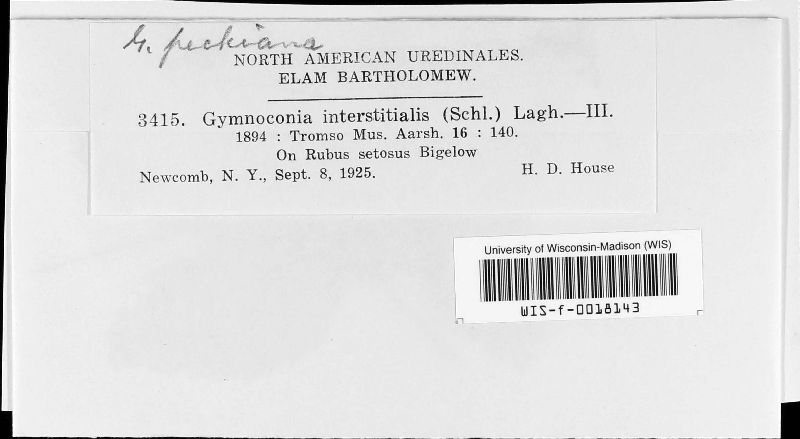 G. peckiana
NORTH AMERICAN UREDINALES.
ELAM BARTHOLOMEW.
3415. Gymnoconia interstitialis (Schl.) Lagh.—III.
1894 : Tromso Mus. Aarsh. 16 : 140.
On Rubus setosus Bigelow
Newcomb, N. Y., Sept. 8, 1925. H. D. House
University of Wisconsin-Madison (WIS)
WIS-f-0018143